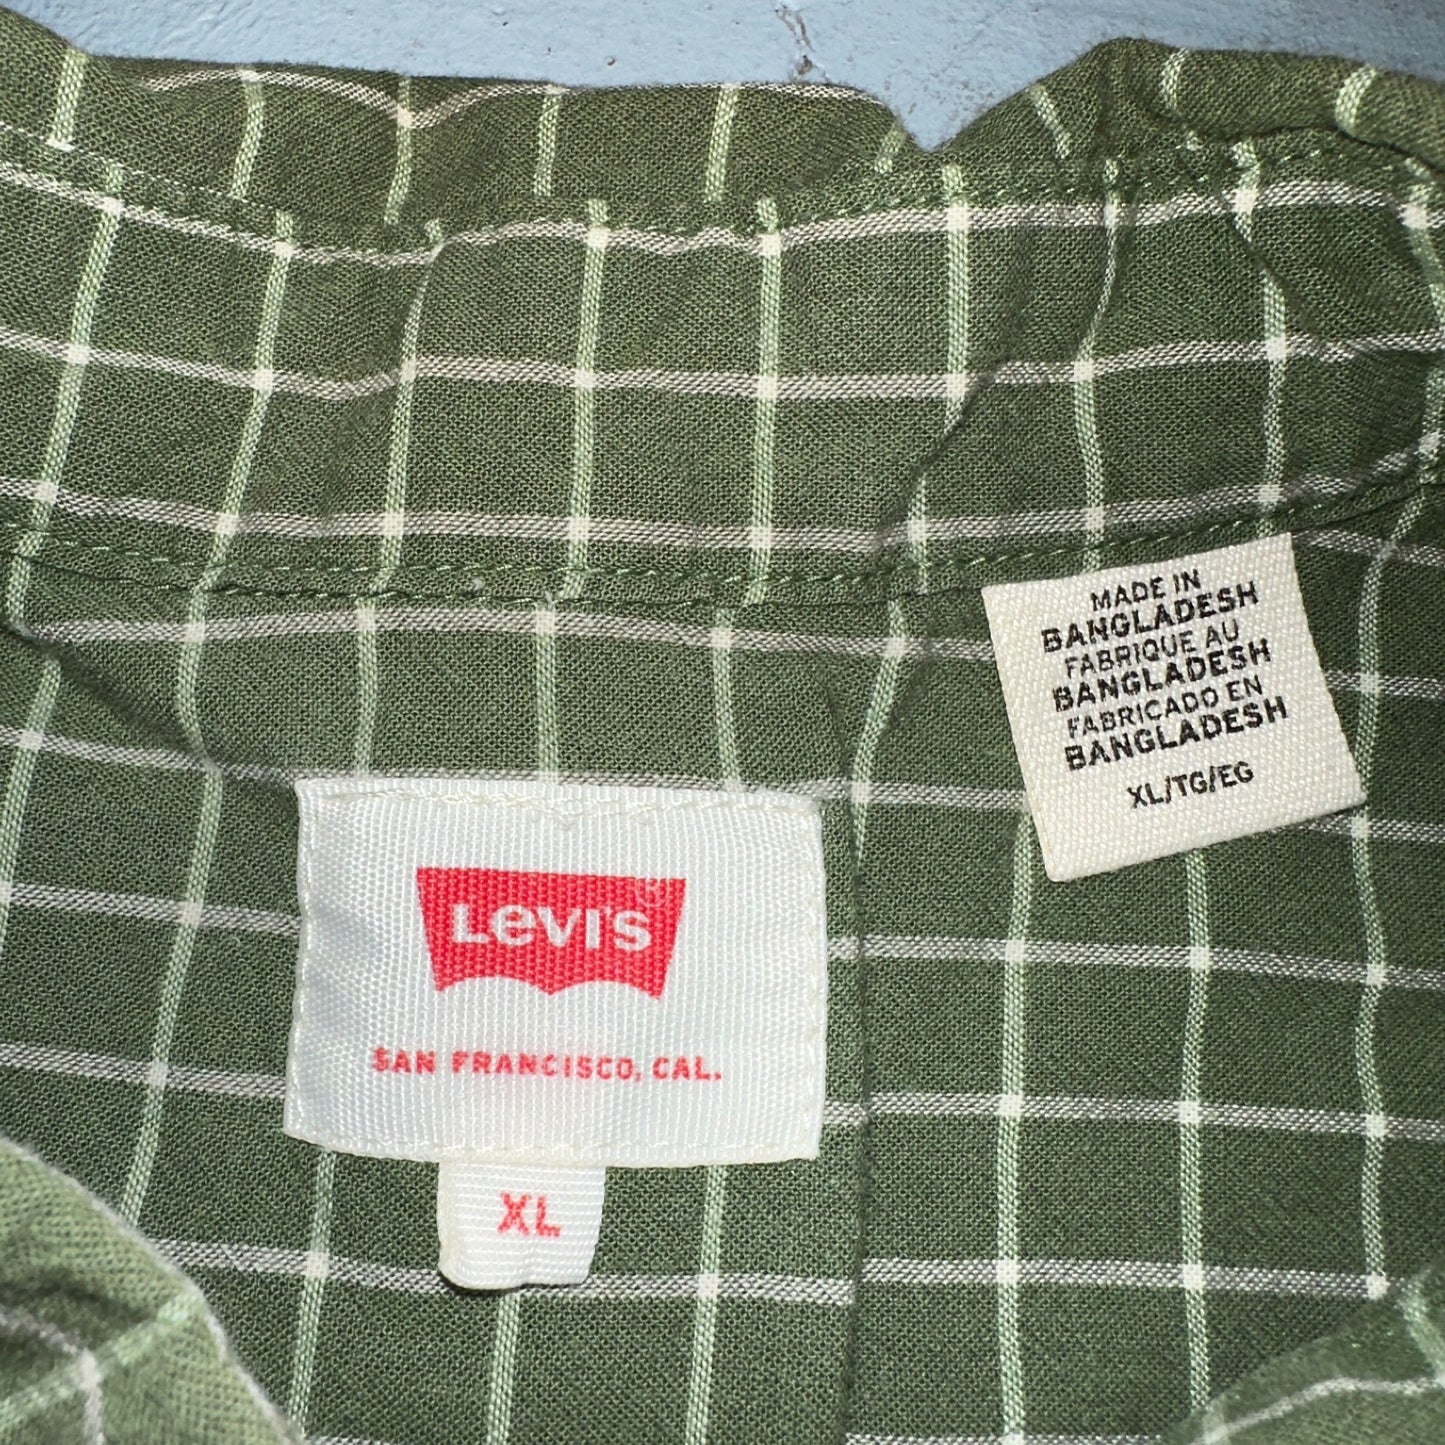 MADE IN
BANGLADESH
FABRIQUE AU
BANGLADESH
FABRICADO EN
BANGLADESH
XL/TG/EG
LEVI'S
SAN FRANCISCO, CAL.
XL